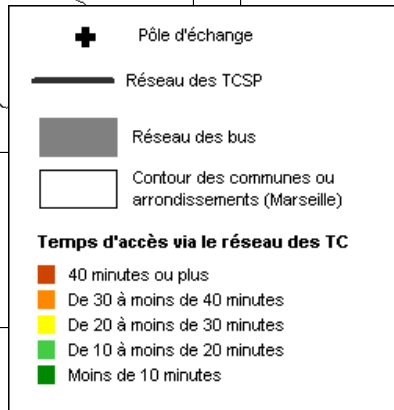 Pôle d'échange
Réseau des TCSP
Réseau des bus
Contour des communes ou
arrondissements (Marseille)
Temps d'accès via le réseau des TC
40 minutes ou plus
De 30 à moins de 40 minutes
De 20 à moins de 30 minutes
De 10 à moins de 20 minutes
Moins de 10 minutes